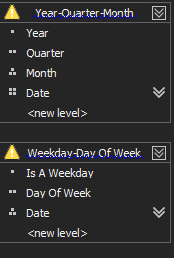 Year-Quarter-Month
Year
Quarter
Month
Date
<new level>
Weekday-Day Of Week
Is A Weekday
Day Of Week
Date
<new level>